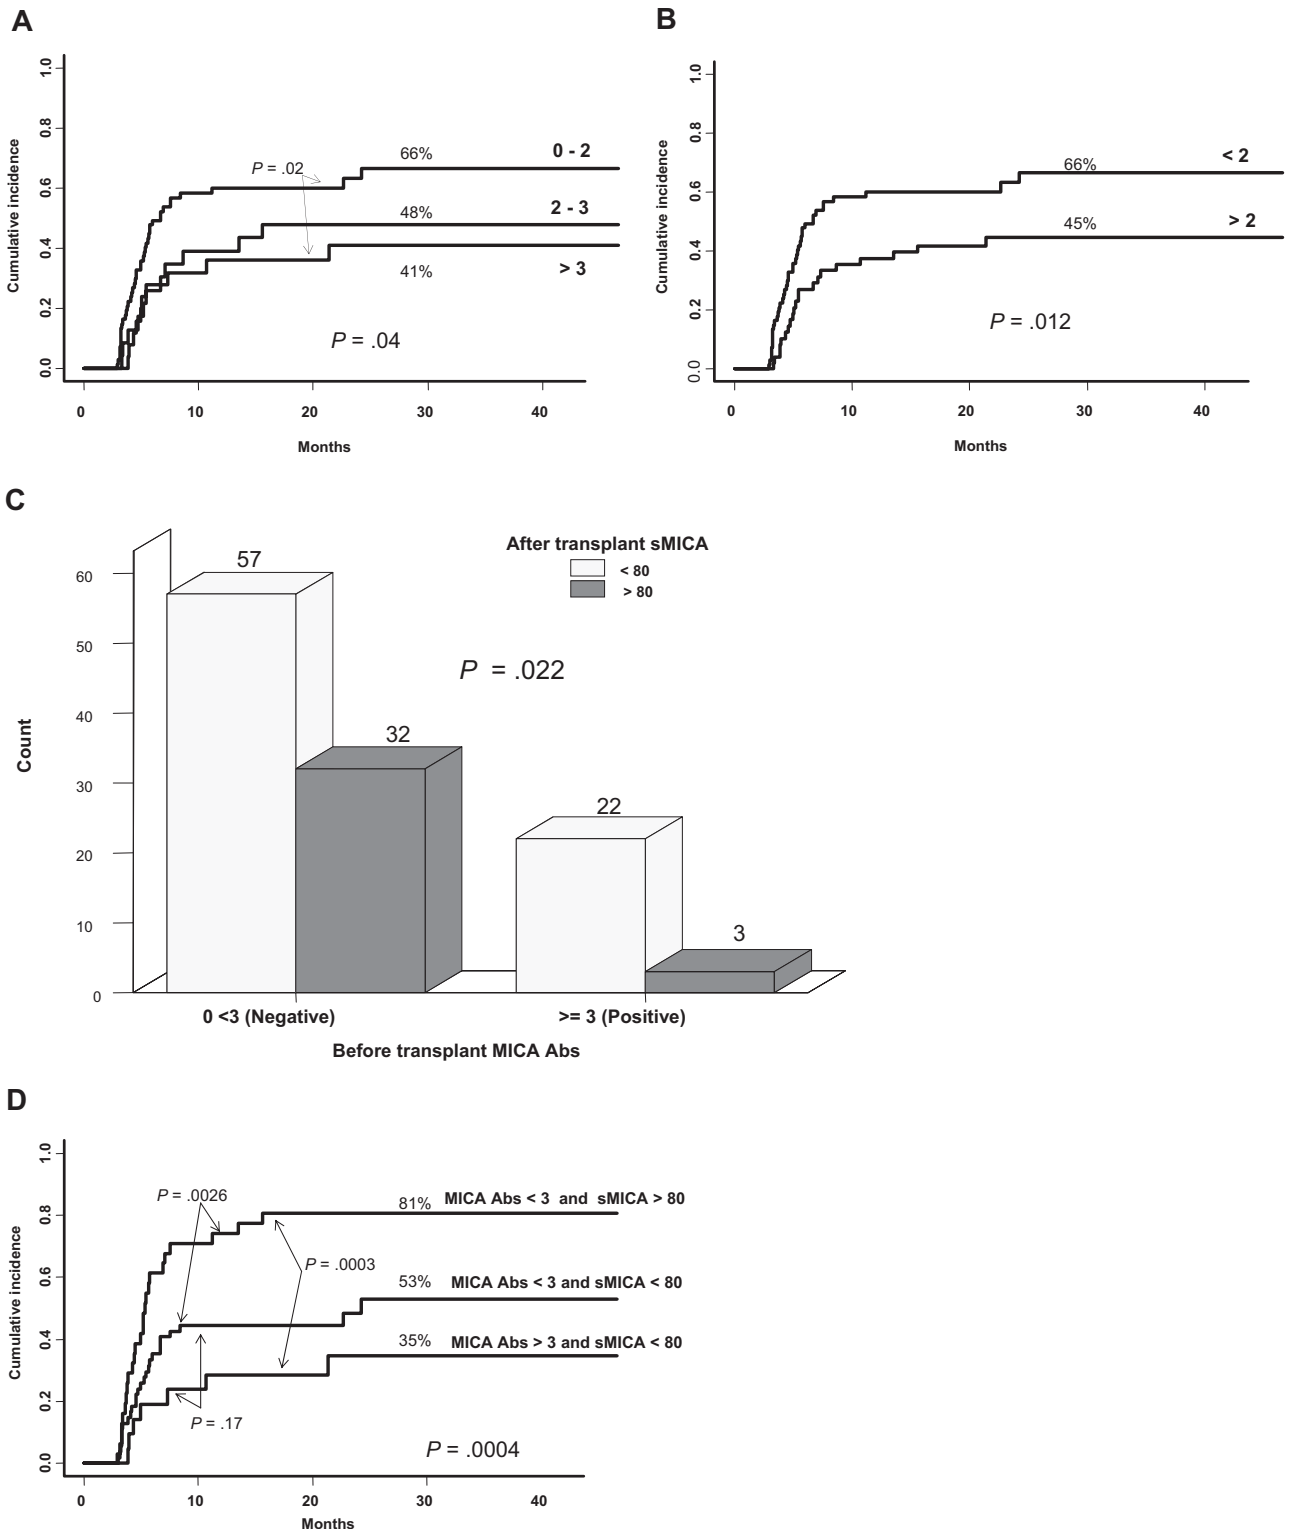 A
Cumulative incidence
1.0
0.8
0.6
0.4
0.2
0.0
P = .02
66%
0 - 2
48%
2 - 3
41%
> 3
P = .04
0 10 20 30 40
Months
B
Cumulative incidence
1.0
0.8
0.6
0.4
0.2
0.0
66%
< 2
45%
> 2
P = .012
0 10 20 30 40
Months
C
After transplant sMICA
< 80
> 80
P = .022
Count
60
50
40
30
20
10
0
57
32
22
3
0 <3 (Negative)
>= 3 (Positive)
Before transplant MICA Abs
D
Cumulative incidence
1.0
0.8
0.6
0.4
0.2
0.0
P = .0026
81% MICA Abs < 3 and sMICA > 80
P = .0003
53% MICA Abs < 3 and sMICA < 80
35% MICA Abs > 3 and sMICA < 80
P = .17
P = .0004
0 10 20 30 40
Months